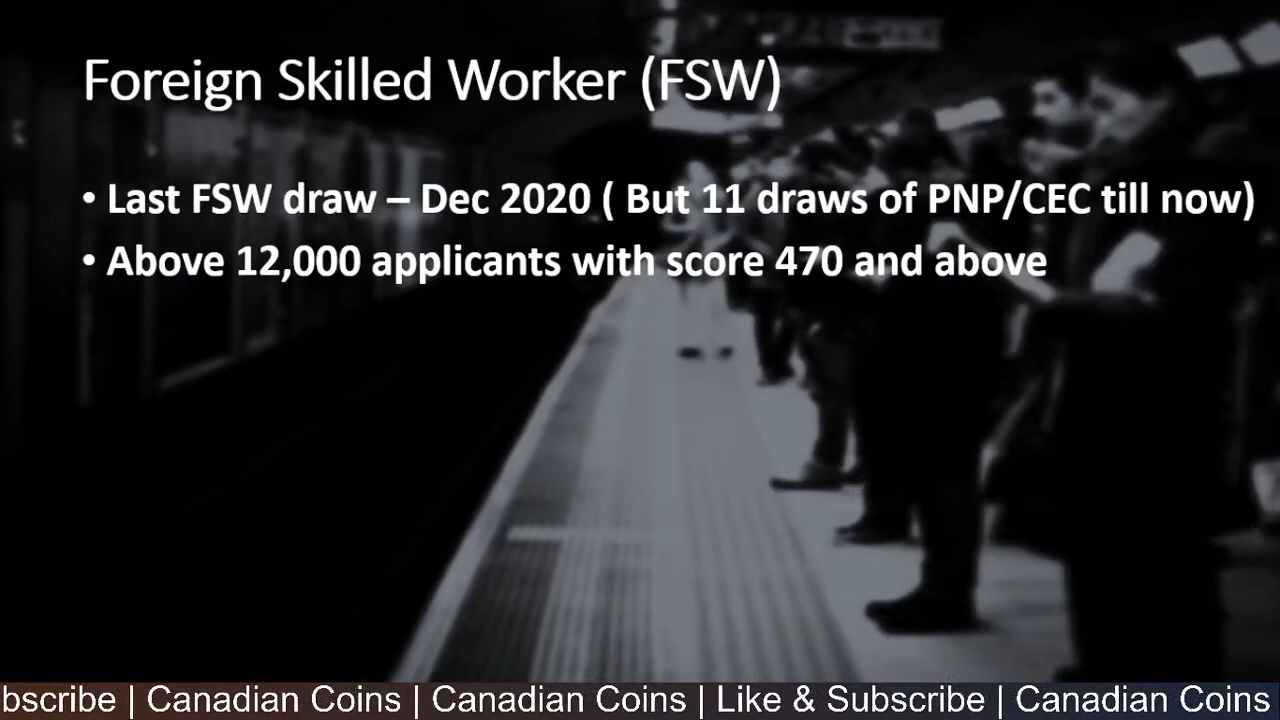 Foreign Skilled Worker (FSW)
• Last FSW draw – Dec 2020 ( But 11 draws of PNP/CEC till now)
• Above 12,000 applicants with score 470 and above
bscribe | Canadian Coins | Canadian Coins | Like & Subscribe | Canadian Coins